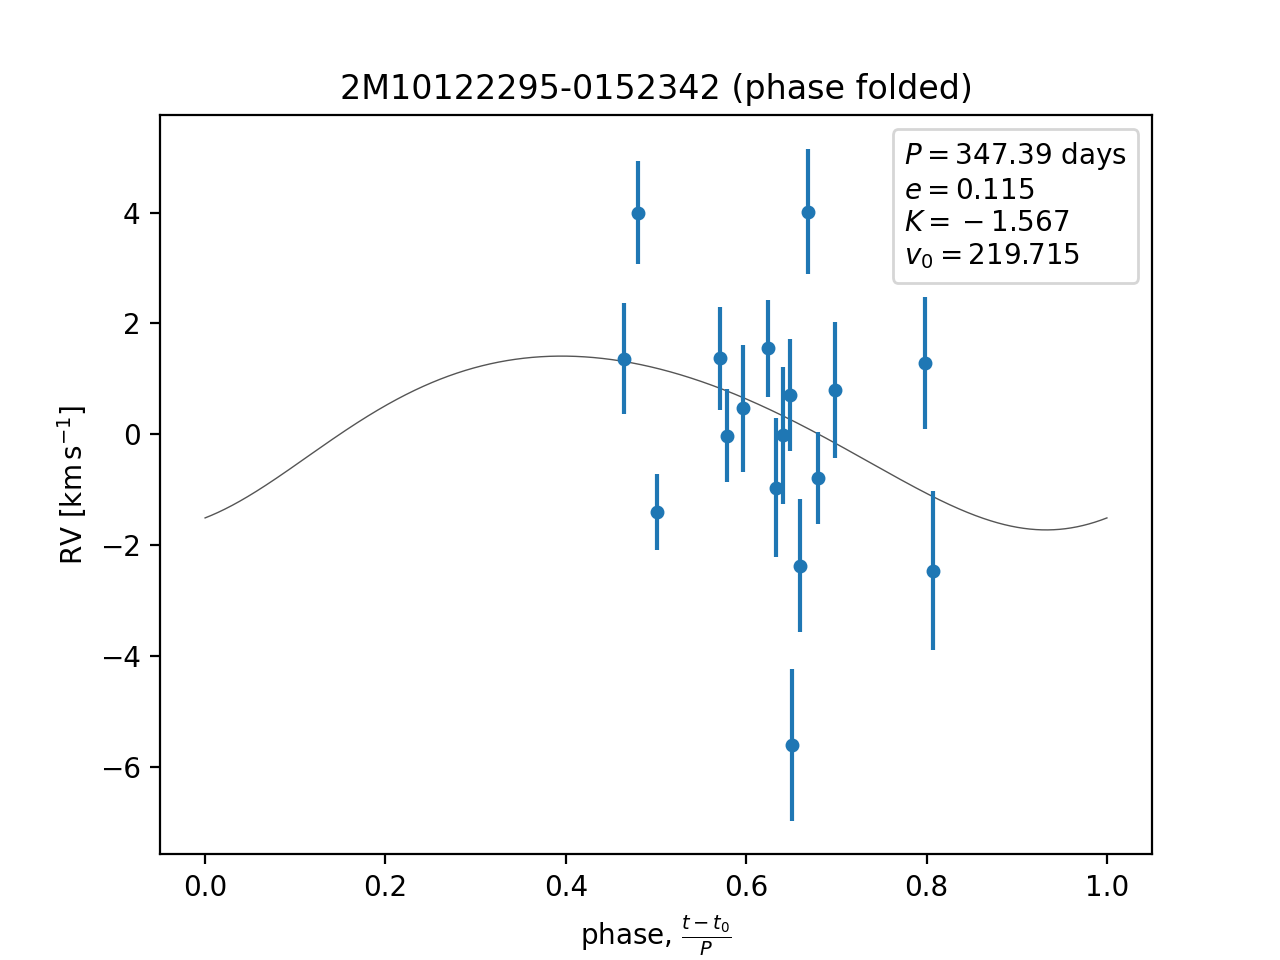 2M10122295-0152342 (phase folded)
P = 347.39 days
e = 0.115
K = −1.567
v₀ = 219.715
4
2
0
−2
−4
−6
RV [km s⁻¹]
0.0 0.2 0.4 0.6 0.8 1.0
phase, (t − t₀)/P